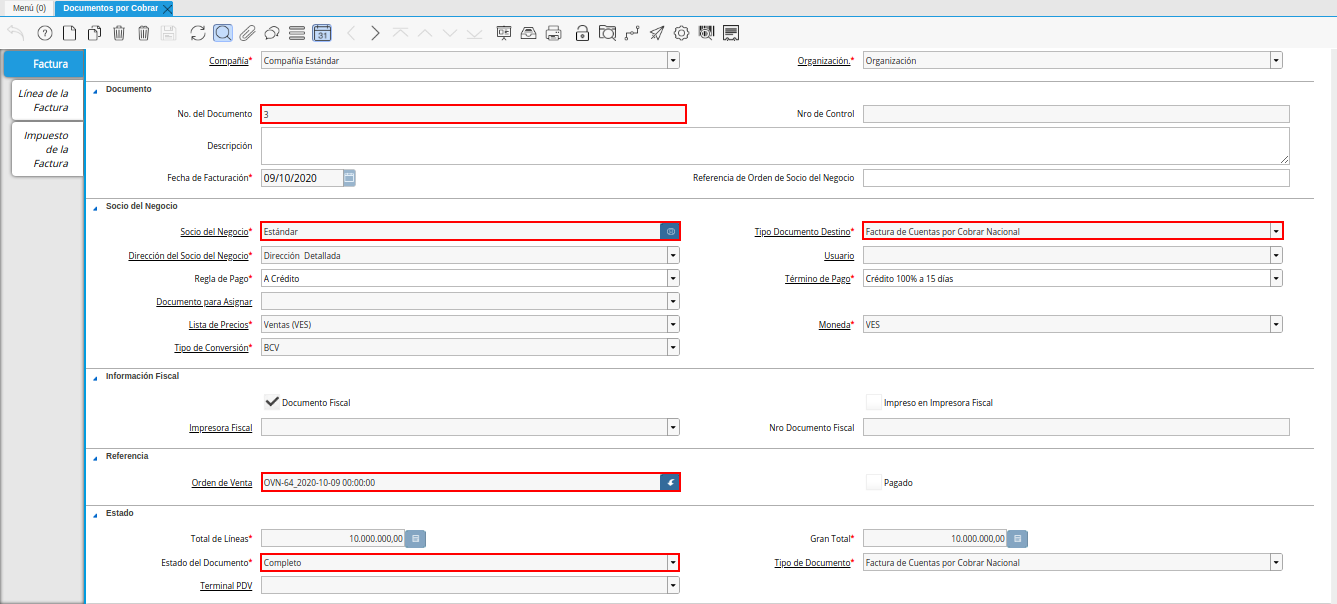 Menú (0)
Documentos por Cobrar
31
Factura
Línea de la
Factura
Impuesto
de la
Factura
Compañía* Compañía Estándar Organización.* Organización
Documento
No. del Documento 3 Nro de Control
Descripción
Fecha de Facturación* 09/10/2020 Referencia de Orden de Socio del Negocio
Socio del Negocio
Socio del Negocio* Estándar Tipo Documento Destino* Factura de Cuentas por Cobrar Nacional
Dirección del Socio del Negocio* Dirección Detallada Usuario
Regla de Pago* A Crédito Término de Pago* Crédito 100% a 15 días
Documento para Asignar
Lista de Precios* Ventas (VES) Moneda* VES
Tipo de Conversión* BCV
Información Fiscal
Documento Fiscal Impreso en Impresora Fiscal
Impresora Fiscal Nro Documento Fiscal
Referencia
Orden de Venta OVN-64_2020-10-09 00:00:00 Pagado
Estado
Total de Líneas* 10.000.000,00 Gran Total* 10.000.000,00
Estado del Documento* Completo Tipo de Documento* Factura de Cuentas por Cobrar Nacional
Terminal PDV